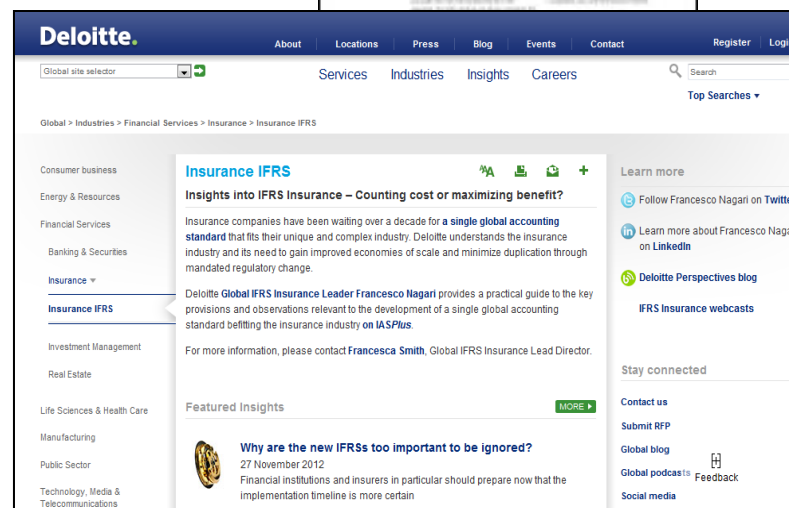 Deloitte.
About
Locations
Press
Blog
Events
Contact
Register
Logi
Global site selector
Services
Industries
Insights
Careers
Search
Top Searches
Global > Industries > Financial Services > Insurance > Insurance IFRS
Consumer business
Energy & Resources
Financial Services
Banking & Securities
Insurance
Insurance IFRS
Investment Management
Real Estate
Life Sciences & Health Care
Manufacturing
Public Sector
Technology, Media &
Telecommunications
Insurance IFRS
AAA
Insights into IFRS Insurance – Counting cost or maximizing benefit?
Insurance companies have been waiting over a decade for a single global accounting
standard that fits their unique and complex industry. Deloitte understands the insurance
industry and its need to gain improved economies of scale and minimize duplication through
mandated regulatory change.
Deloitte Global IFRS Insurance Leader Francesco Nagari provides a practical guide to the key
provisions and observations relevant to the development of a single global accounting
standard befitting the insurance industry on IASPlus.
For more information, please contact Francesca Smith, Global IFRS Insurance Lead Director.
Featured Insights
MORE
Why are the new IFRSs too important to be ignored?
27 November 2012
Financial institutions and insurers in particular should prepare now that the
implementation timeline is more certain
Learn more
Follow Francesco Nagari on Twitte
Learn more about Francesco Naga
on LinkedIn
Deloitte Perspectives blog
IFRS Insurance webcasts
Stay connected
Contact us
Submit RFP
Global blog
Global podcasts
[+]
Feedback
Social media